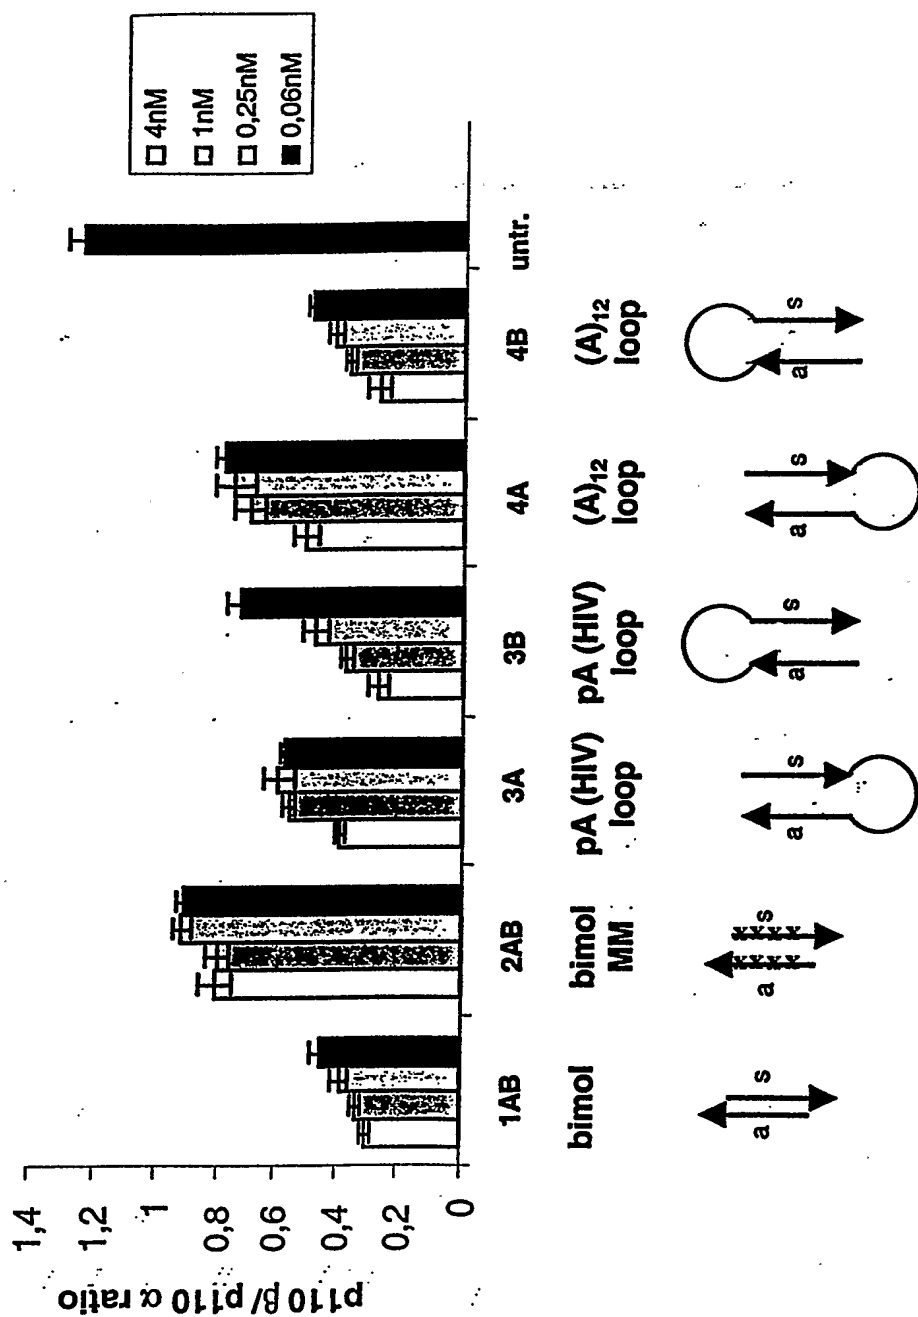 p110 β/ p110 α ratio
1,4
1,2
1
0,8
0,6
0,4
0,2
0
4nM
1nM
0,25nM
0,06nM
1AB 2AB 3A 3B 4A 4B untr.
bimol
bimol MM
pA (HIV) loop
pA (HIV) loop
(A)12 loop
(A)12 loop
a s
a s
a s
a s
a s
a s